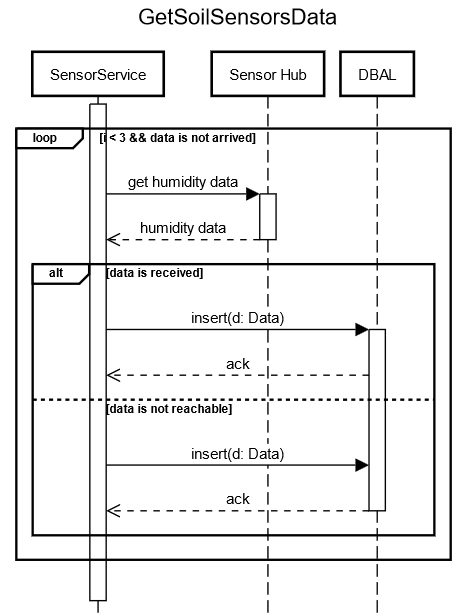 GetSoilSensorsData
SensorService
Sensor Hub
DBAL
loop
[i < 3 && data is not arrived]
get humidity data
humidity data
alt
[data is received]
insert(d: Data)
ack
[data is not reachable]
insert(d: Data)
ack